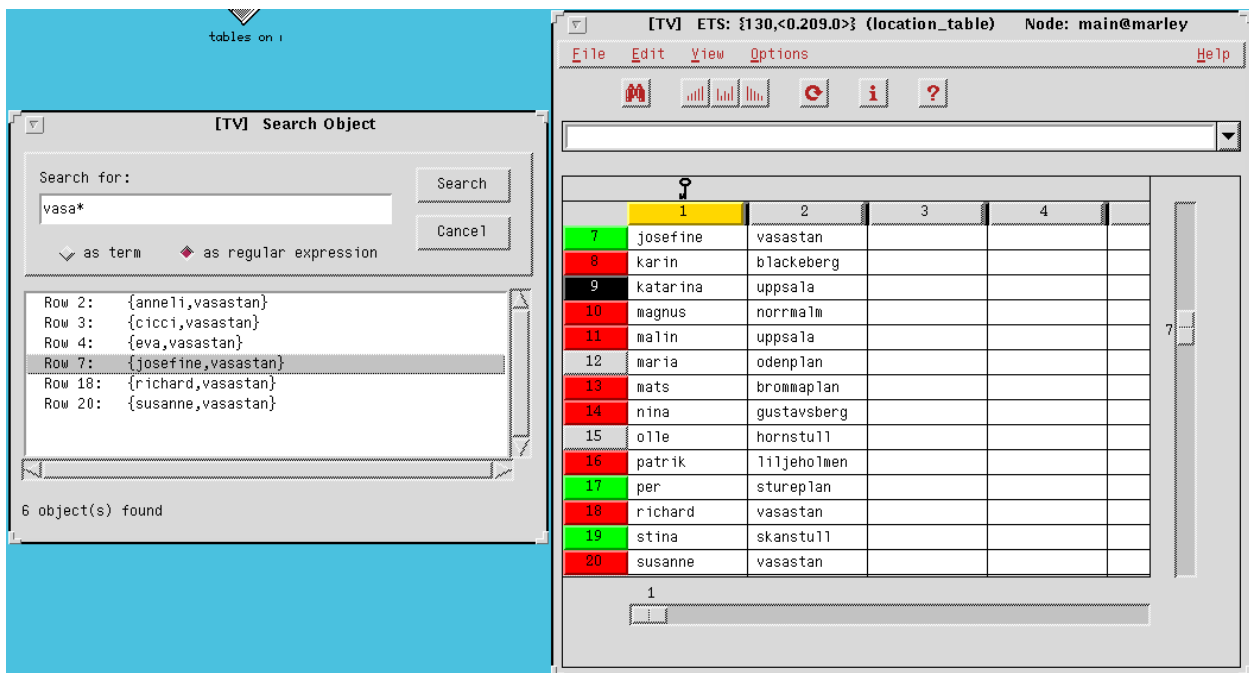 tables on
[TV] Search Object
Search for:
vasa*
Search
Cancel
as term
as regular expression
Row 2: {anneli,vasastan}
Row 3: {cicci,vasastan}
Row 4: {eva,vasastan}
Row 7: {josefine,vasastan}
Row 18: {richard,vasastan}
Row 20: {susanne,vasastan}
6 object(s) found
[TV] ETS: {130,<0.209.0>} (location_table) Node: main@marley
File Edit View Options Help
1 2 3 4
7 josefine vasastan
8 karin blackeberg
9 katarina uppsala
10 magnus norrmalm
11 malin uppsala
12 maria odenplan
13 mats brommaplan
14 nina gustavsberg
15 olle hornstull
16 patrik liljeholmen
17 per stureplan
18 richard vasastan
19 stina skanstull
20 susanne vasastan
7
1